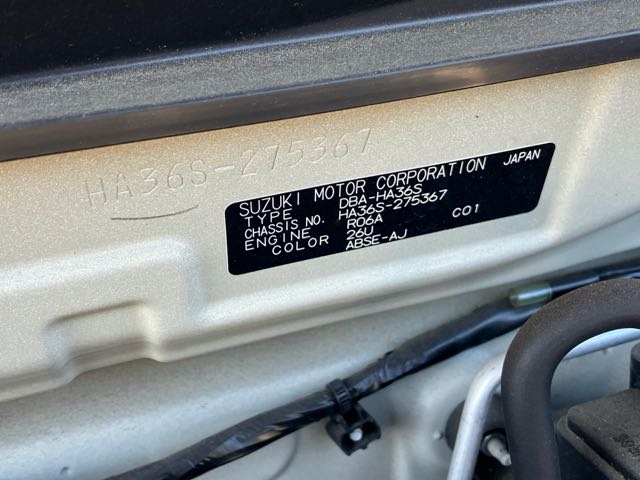 HA36S-275367
SUZUKI MOTOR CORPORATION JAPAN
TYPE DBA-HA36S
CHASSIS NO. HA36S-275367
ENGINE R06A C01
COLOR 26U
ABSE-AJ